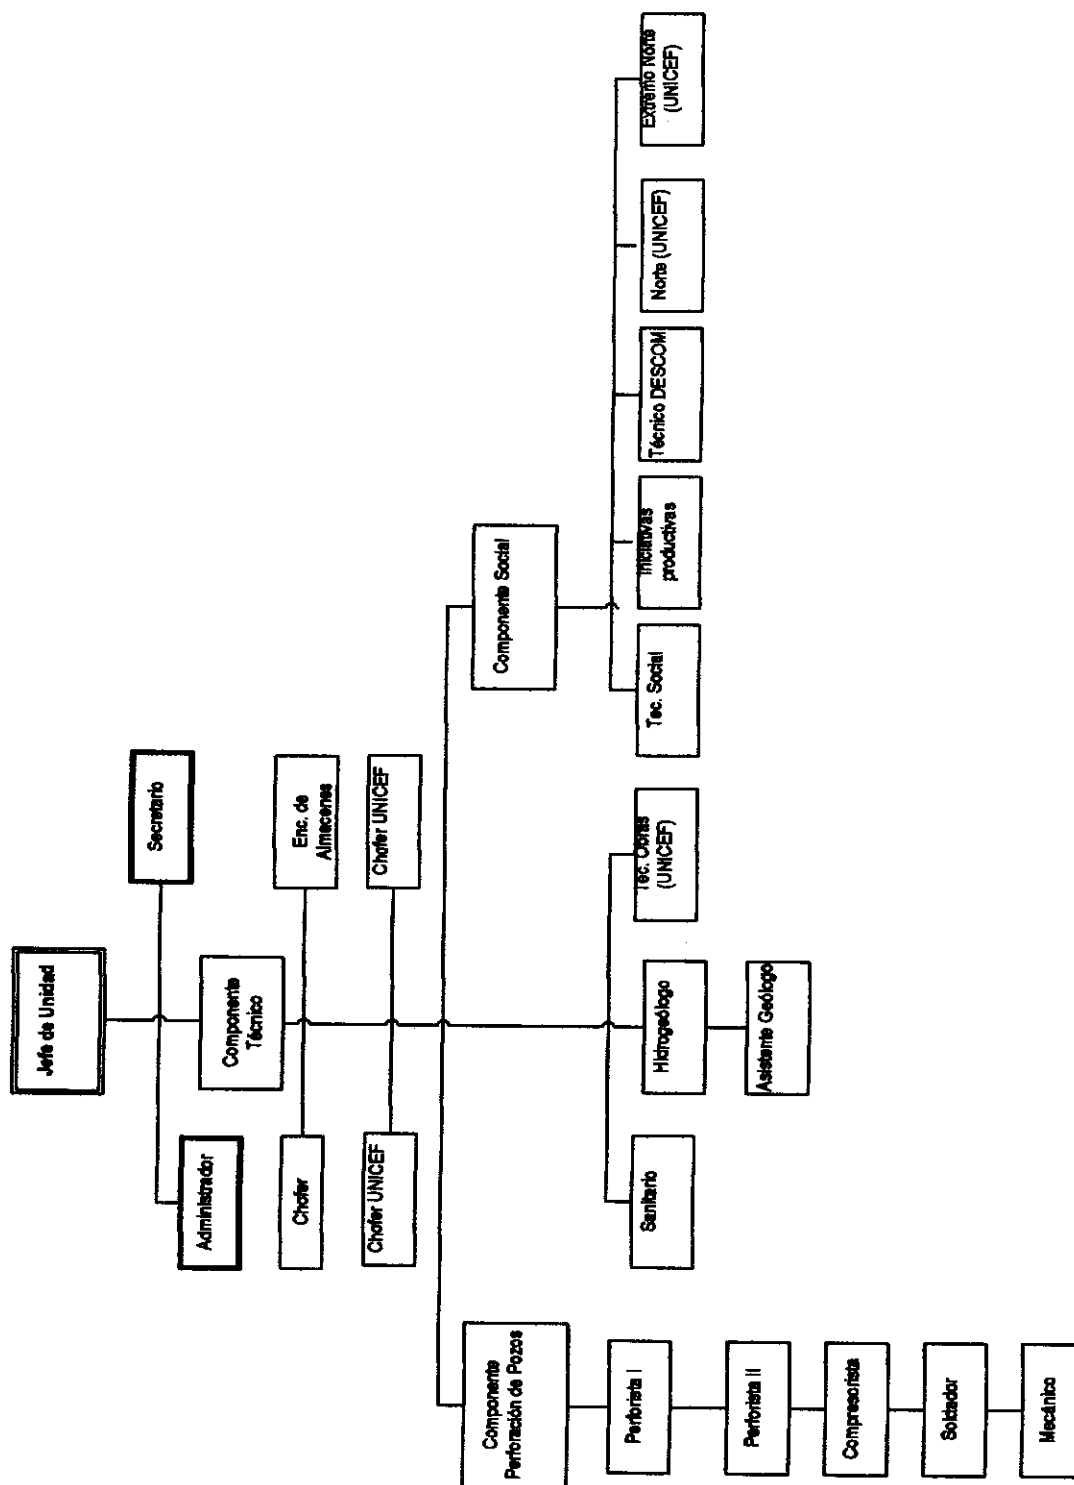 Jefe de Unidad
Secretario
Administrador
Componente
Técnico
Chofer
Enc. de
Almacenes
Chofer UNICEF
Chofer UNICEF
Componente
Perforación de Pozos
Componente Social
Perforista I
Perforista II
Compresorista
Soldador
Mecánico
Sanitario
Hidrogeólogo
Asistente Geólogo
Tec. Obras
(UNICEF)
Tec. Social
Iniciativas
productivas
Técnico DESCOM
Norte (UNICEF)
Extremo Norte
(UNICEF)